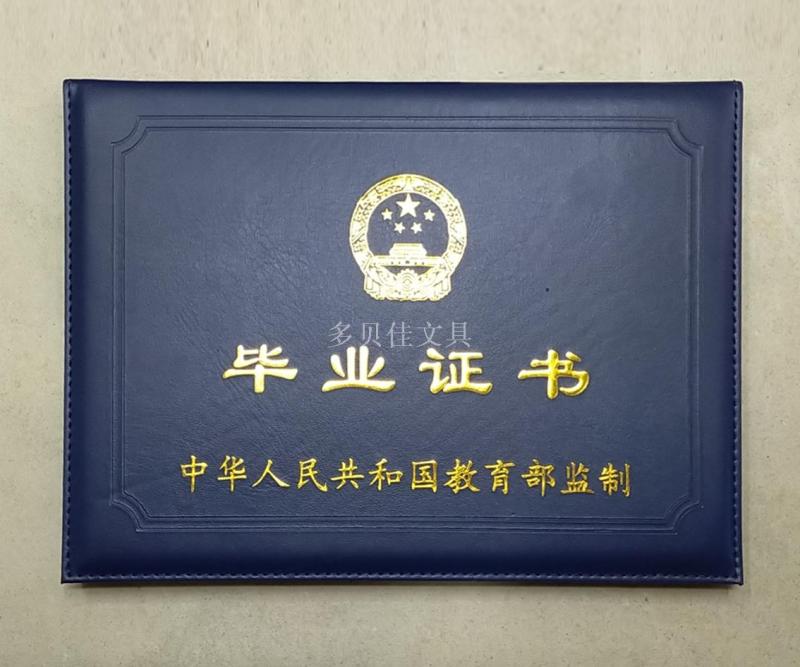 多贝佳文具
毕业证书
中华人民共和国教育部监制